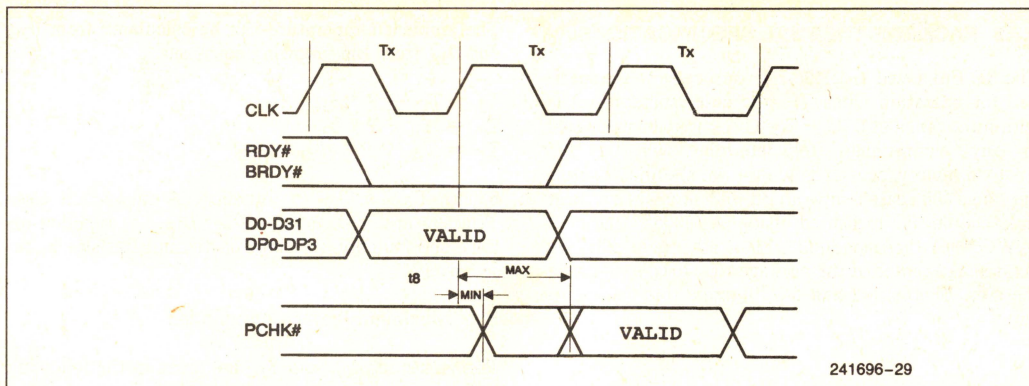 Tx Tx Tx
CLK
RDY#
BRDY#
D0-D31
DP0-DP3
VALID
t8
MAX
MIN
PCHK#
VALID
241696-29